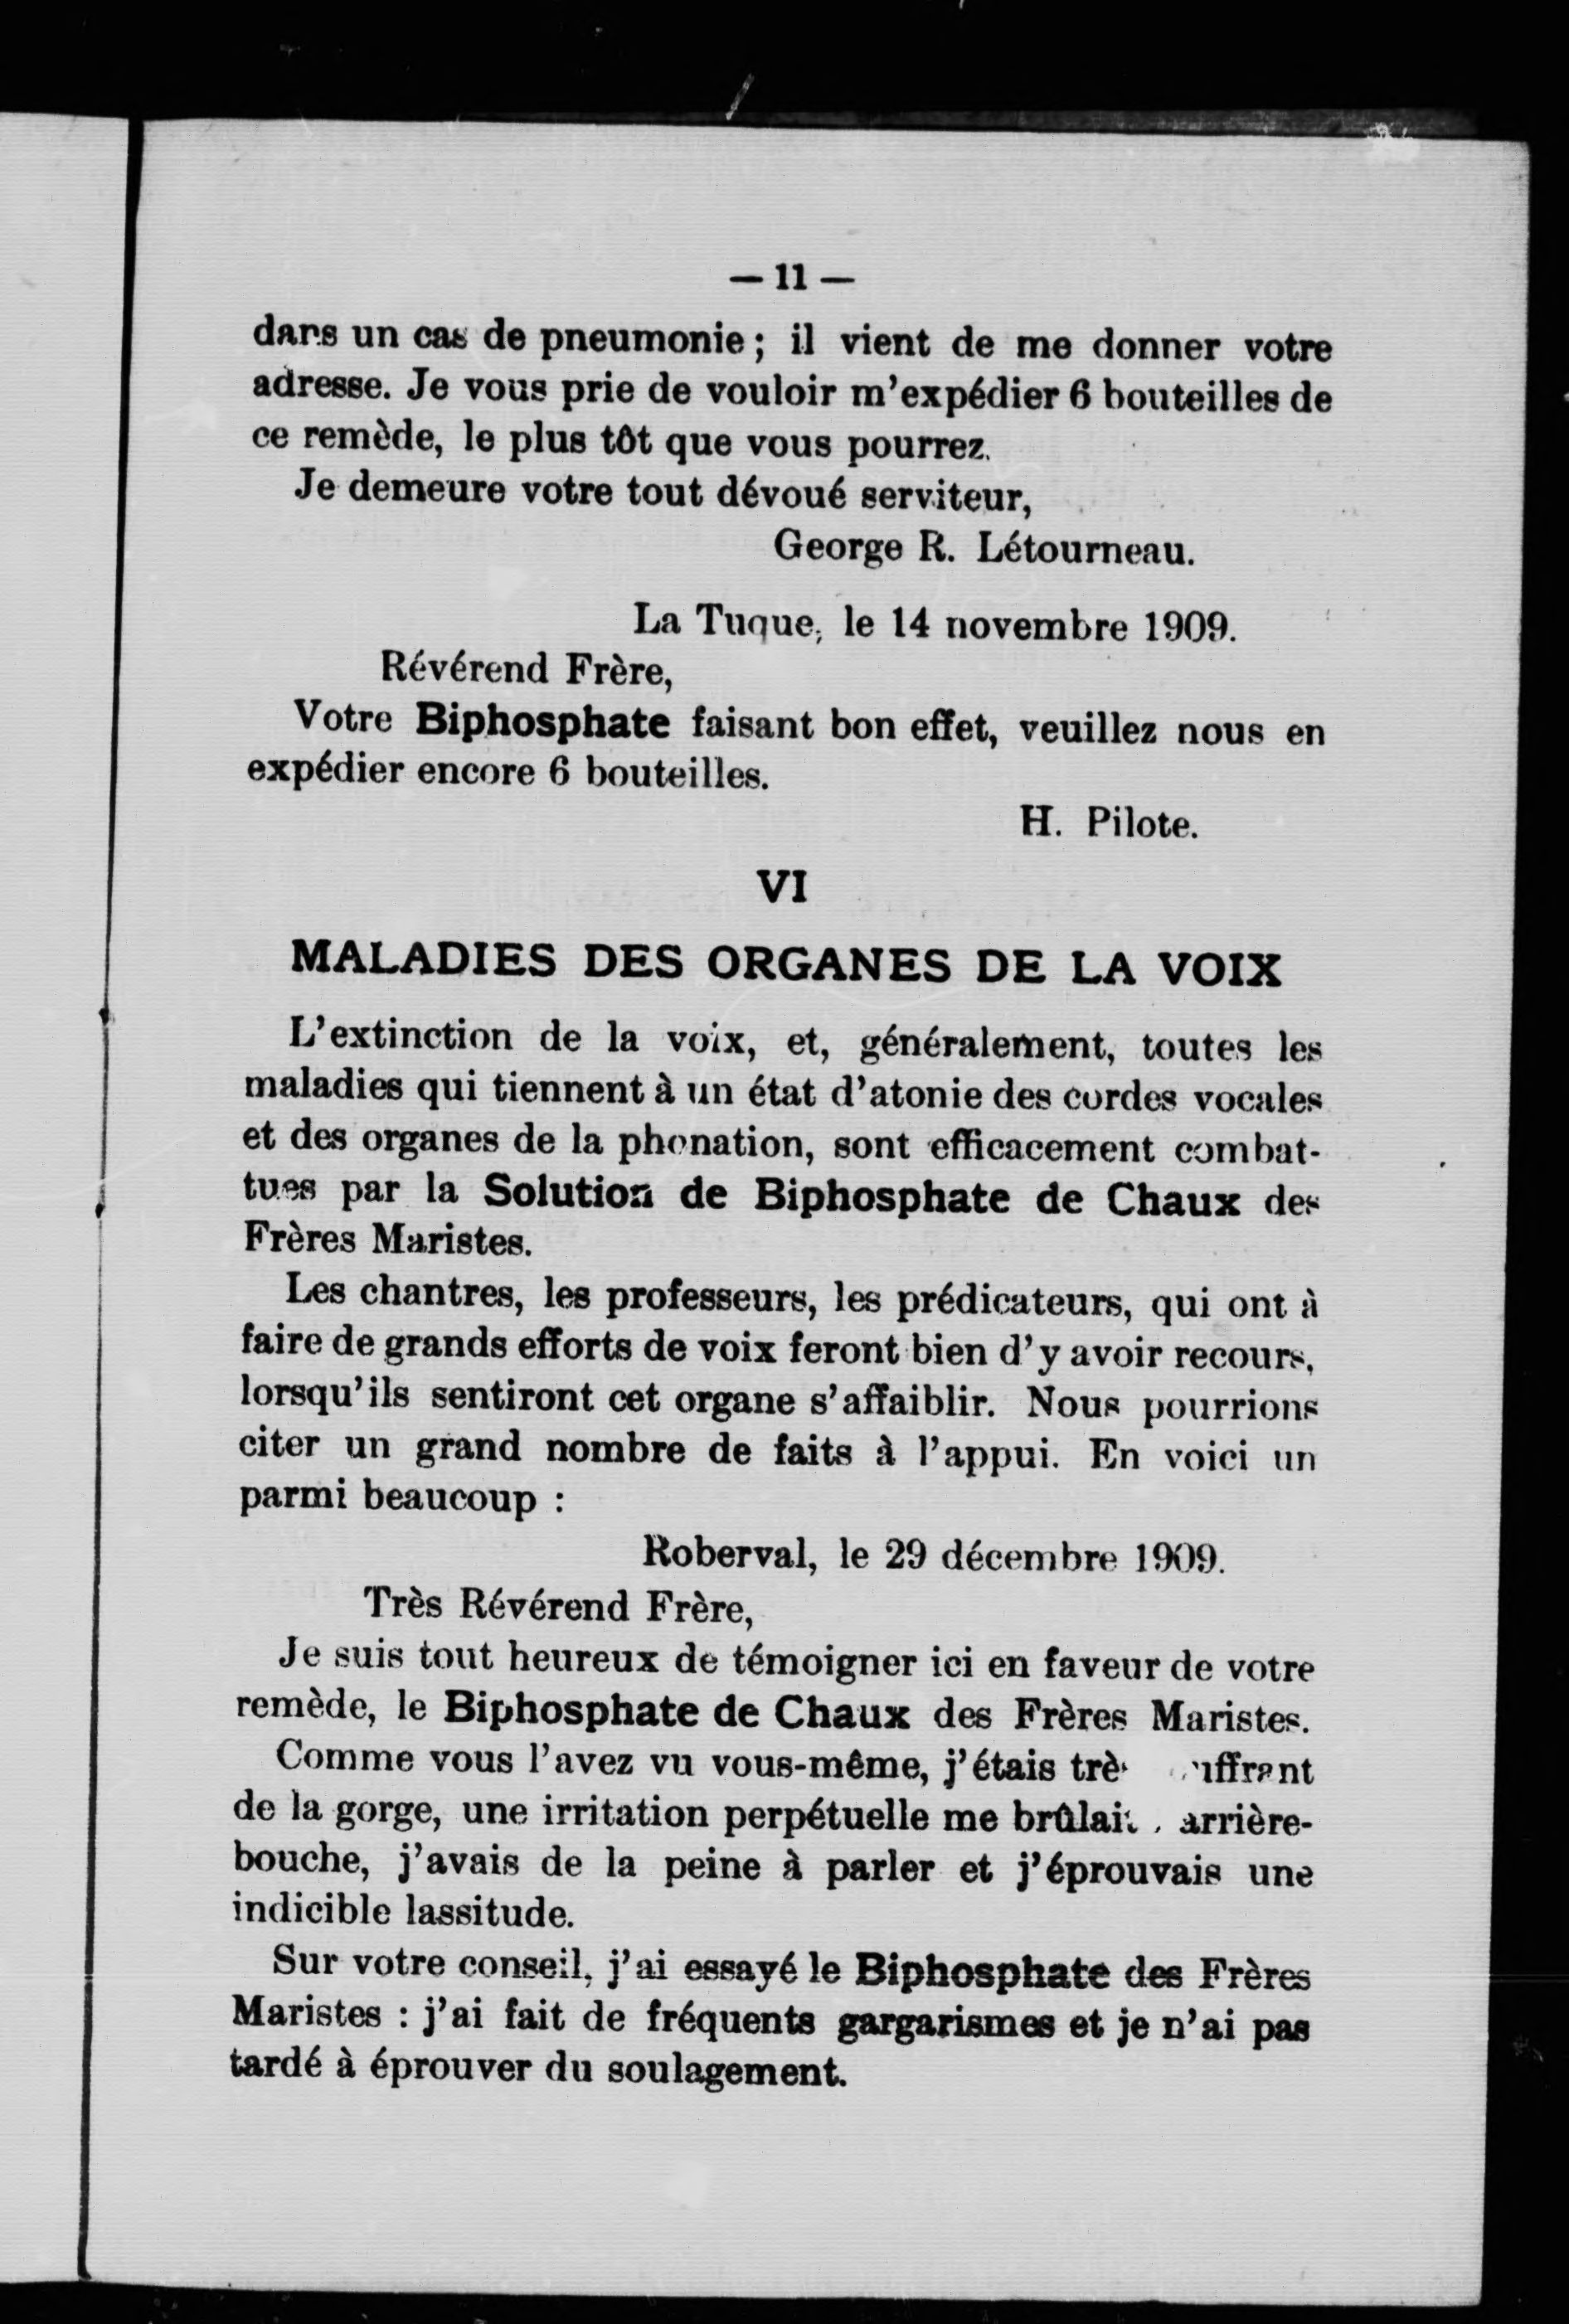 — 11 —
dans un cas de pneumonie ; il vient de me donner votre
adresse. Je vous prie de vouloir m'expédier 6 bouteilles de
ce remède, le plus tôt que vous pourrez.
Je demeure votre tout dévoué serviteur,
George R. Létourneau.
La Tuque, le 14 novembre 1909.
Révérend Frère,
Votre Biphosphate faisant bon effet, veuillez nous en
expédier encore 6 bouteilles.
H. Pilote.
VI
MALADIES DES ORGANES DE LA VOIX
L'extinction de la voix, et, généralement, toutes les
maladies qui tiennent à un état d'atonie des cordes vocales
et des organes de la phonation, sont efficacement combat-
tues par la Solution de Biphosphate de Chaux des
Frères Maristes.
Les chantres, les professeurs, les prédicateurs, qui ont à
faire de grands efforts de voix feront bien d'y avoir recours,
lorsqu'ils sentiront cet organe s'affaiblir. Nous pourrions
citer un grand nombre de faits à l'appui. En voici un
parmi beaucoup :
Roberval, le 29 décembre 1909.
Très Révérend Frère,
Je suis tout heureux de témoigner ici en faveur de votre
remède, le Biphosphate de Chaux des Frères Maristes.
Comme vous l'avez vu vous-même, j'étais
de la gorge, une irritation perpétuelle me brûlait arrière-
bouche, j'avais de la peine à parler et j'éprouvais une
indicible lassitude.
Sur votre conseil, j'ai essayé le Biphosphate des Frères
Maristes : j'ai fait de fréquents gargarismes et je n'ai pas
tardé à éprouver du soulagement.